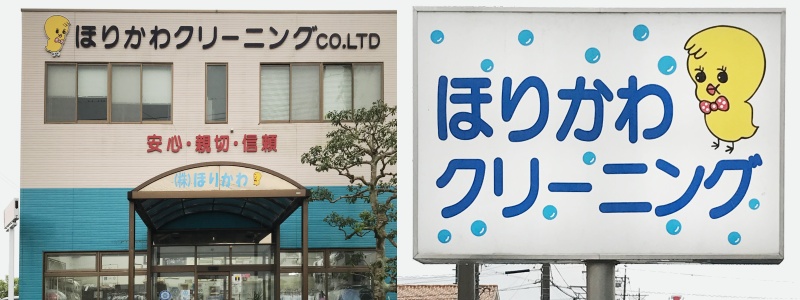 ほりかわクリーニングCO.LTD
安心・親切・信頼
(株)ほりかわ
ほりかわ
クリーニング